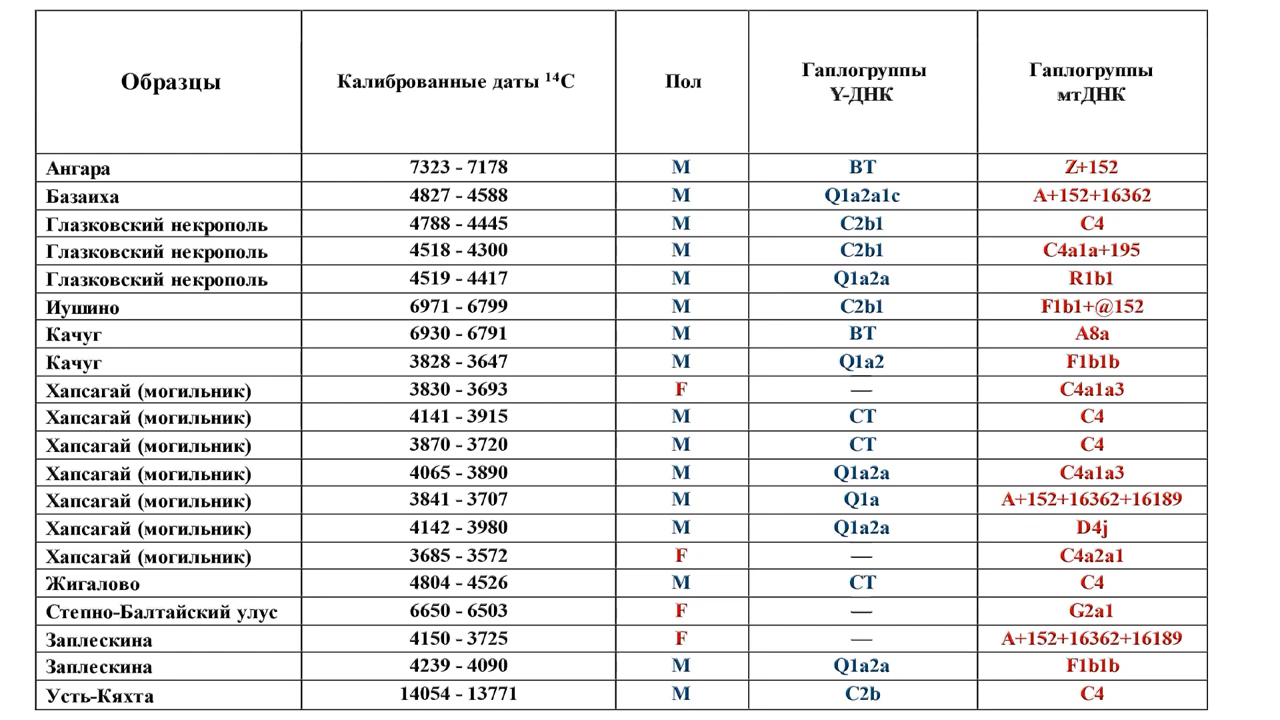 Образцы | Калиброванные даты ¹⁴C | Пол | Гаплогруппы Y-ДНК | Гаплогруппы мтДНК
Ангара | 7323 - 7178 | M | BT | Z+152
Базаиха | 4827 - 4588 | M | Q1a2a1c | A+152+16362
Глазковский некрополь | 4788 - 4445 | M | C2b1 | C4
Глазковский некрополь | 4518 - 4300 | M | C2b1 | C4a1a+195
Глазковский некрополь | 4519 - 4417 | M | Q1a2a | R1b1
Иушино | 6971 - 6799 | M | C2b1 | F1b1+@152
Качуг | 6930 - 6791 | M | BT | A8a
Качуг | 3828 - 3647 | M | Q1a2 | F1b1b
Хапсагай (могильник) | 3830 - 3693 | F | — | C4a1a3
Хапсагай (могильник) | 4141 - 3915 | M | CT | C4
Хапсагай (могильник) | 3870 - 3720 | M | CT | C4
Хапсагай (могильник) | 4065 - 3890 | M | Q1a2a | C4a1a3
Хапсагай (могильник) | 3841 - 3707 | M | Q1a | A+152+16362+16189
Хапсагай (могильник) | 4142 - 3980 | M | Q1a2a | D4j
Хапсагай (могильник) | 3685 - 3572 | F | — | C4a2a1
Жигалово | 4804 - 4526 | M | CT | C4
Степно-Балтайский улус | 6650 - 6503 | F | — | G2a1
Заплескина | 4150 - 3725 | F | — | A+152+16362+16189
Заплескина | 4239 - 4090 | M | Q1a2a | F1b1b
Усть-Кяхта | 14054 - 13771 | M | C2b | C4